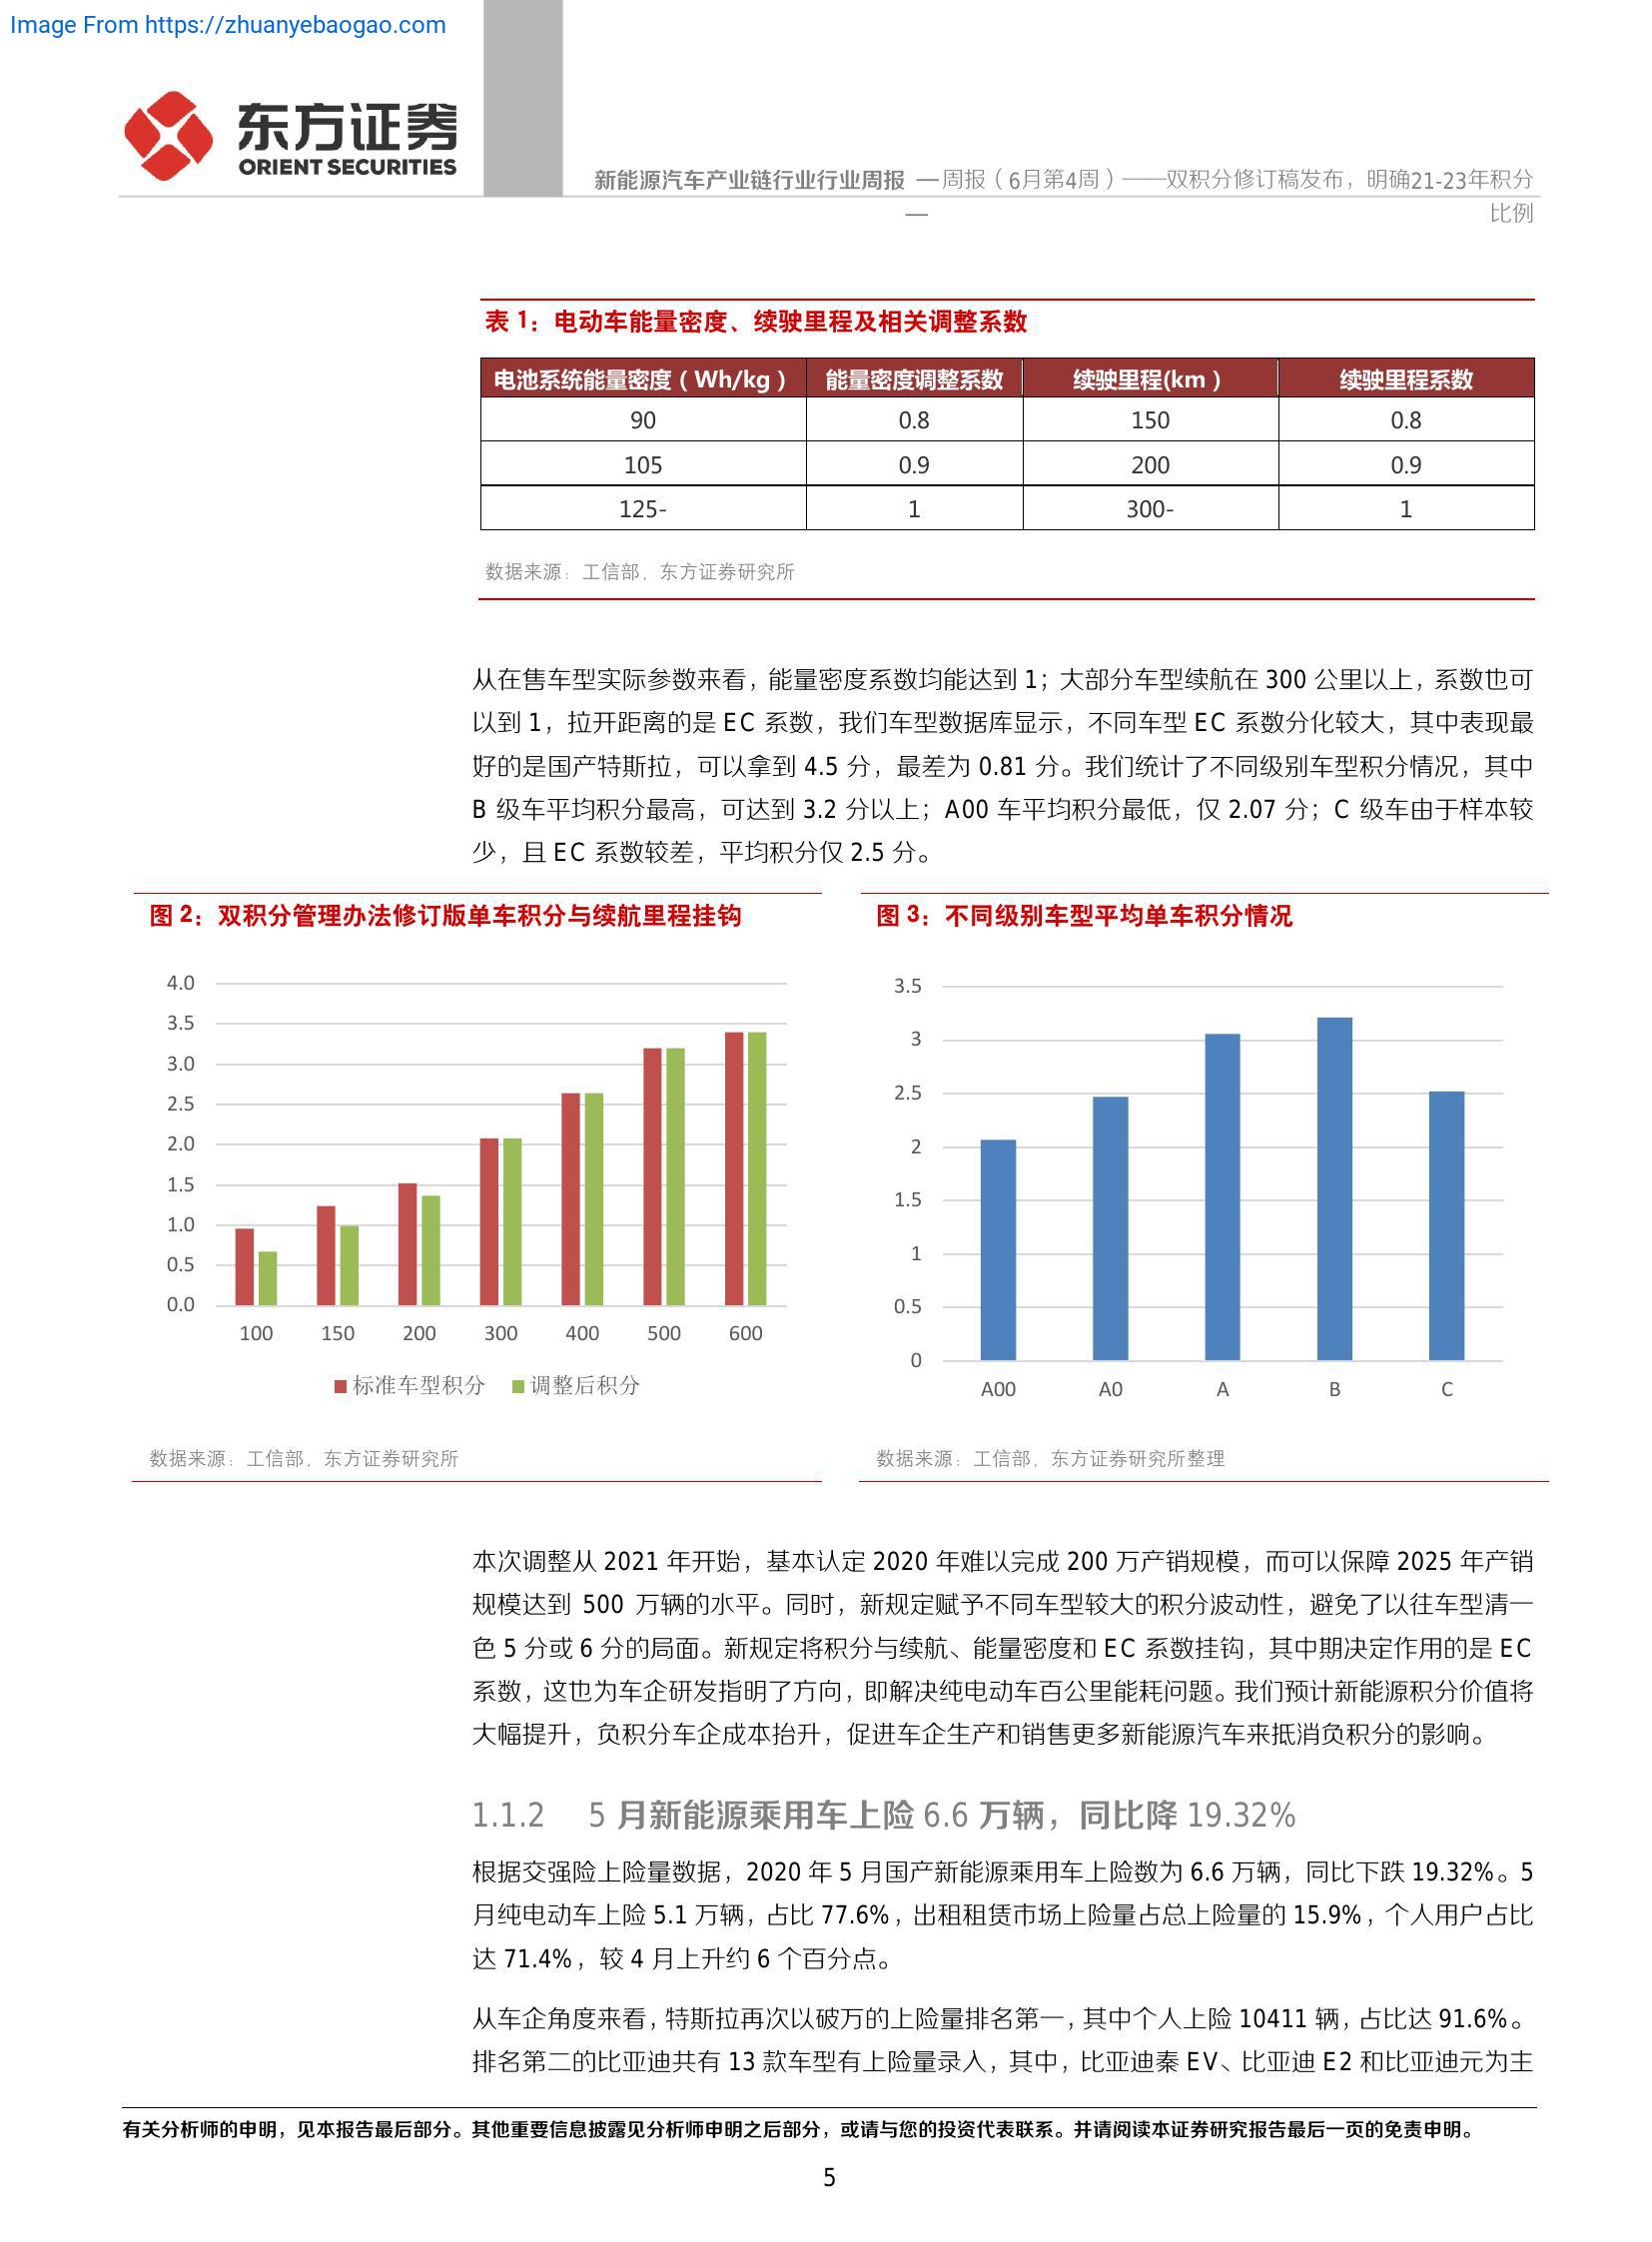 Image From https://zhuanyebaogao.com
东方证券
ORIENT SECURITIES
新能源汽车产业链行业行业周报 — 周报（6月第4周）——双积分修订稿发布，明确21-23年积分
— 比例
表 1：电动车能量密度、续驶里程及相关调整系数
电池系统能量密度（Wh/kg） 能量密度调整系数 续驶里程(km） 续驶里程系数
90 0.8 150 0.8
105 0.9 200 0.9
125- 1 300- 1
数据来源：工信部，东方证券研究所
从在售车型实际参数来看，能量密度系数均能达到 1；大部分车型续航在 300 公里以上，系数也可
以到 1，拉开距离的是 EC 系数，我们车型数据库显示，不同车型 EC 系数分化较大，其中表现最
好的是国产特斯拉，可以拿到 4.5 分，最差为 0.81 分。我们统计了不同级别车型积分情况，其中
B 级车平均积分最高，可达到 3.2 分以上；A00 车平均积分最低，仅 2.07 分；C 级车由于样本较
少，且 EC 系数较差，平均积分仅 2.5 分。
图 2：双积分管理办法修订版单车积分与续航里程挂钩
4.0
3.5
3.0
2.5
2.0
1.5
1.0
0.5
0.0
100 150 200 300 400 500 600
标准车型积分 调整后积分
数据来源：工信部，东方证券研究所
图 3：不同级别车型平均单车积分情况
3.5
3
2.5
2
1.5
1
0.5
0
A00 A0 A B C
数据来源：工信部，东方证券研究所整理
本次调整从 2021 年开始，基本认定 2020 年难以完成 200 万产销规模，而可以保障 2025 年产销
规模达到 500 万辆的水平。同时，新规定赋予不同车型较大的积分波动性，避免了以往车型清一
色 5 分或 6 分的局面。新规定将积分与续航、能量密度和 EC 系数挂钩，其中期决定作用的是 EC
系数，这也为车企研发指明了方向，即解决纯电动车百公里能耗问题。我们预计新能源积分价值将
大幅提升，负积分车企成本抬升，促进车企生产和销售更多新能源汽车来抵消负积分的影响。
1.1.2 5 月新能源乘用车上险 6.6 万辆，同比降 19.32%
根据交强险上险量数据，2020 年 5 月国产新能源乘用车上险数为 6.6 万辆，同比下跌 19.32%。5
月纯电动车上险 5.1 万辆，占比 77.6%，出租租赁市场上险量占总上险量的 15.9%，个人用户占比
达 71.4%，较 4 月上升约 6 个百分点。
从车企角度来看，特斯拉再次以破万的上险量排名第一，其中个人上险 10411 辆，占比达 91.6%。
排名第二的比亚迪共有 13 款车型有上险量录入，其中，比亚迪秦 EV、比亚迪 E2 和比亚迪元为主
有关分析师的申明，见本报告最后部分。其他重要信息披露见分析师申明之后部分，或请与您的投资代表联系。并请阅读本证券研究报告最后一页的免责申明。
5